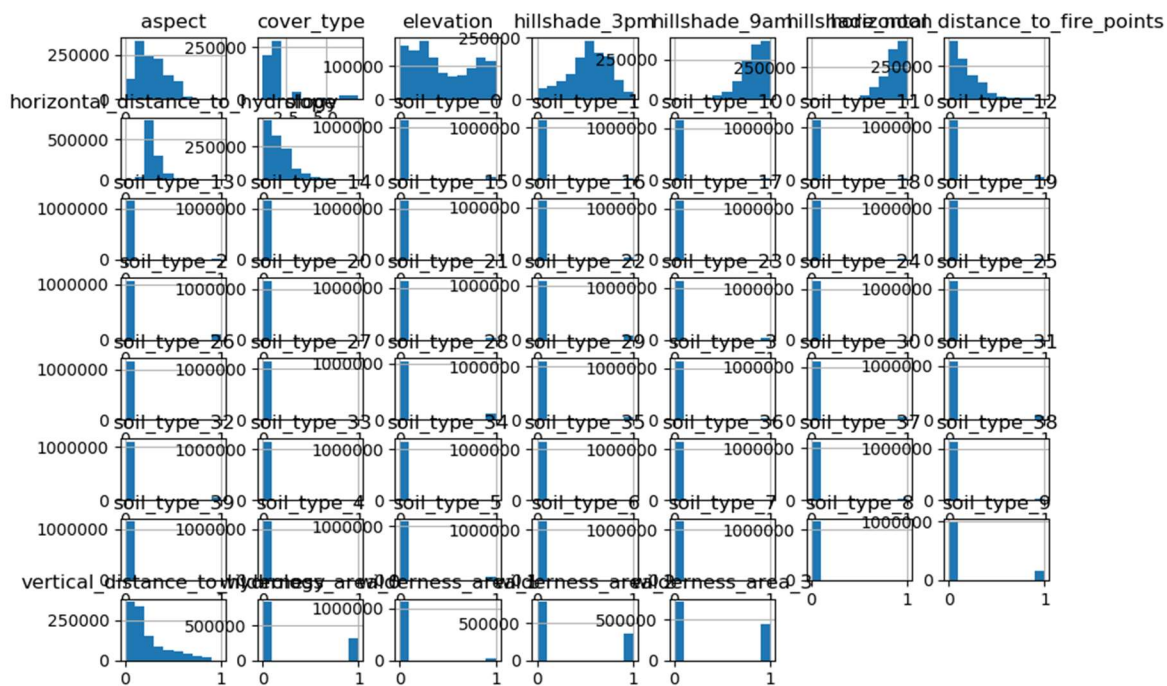 aspect cover_type elevation hillshade_3pm hillshade_9am hillshade_noon horizontal_distance_to_fire_points
250000 250000 100000 250000 250000 250000
0 0 0 0 0 0
2.5 5.0
horizontal_distance_to_hydrology slope soil_type_0 soil_type_1 soil_type_10 soil_type_11 soil_type_12
500000 250000 1000000 1000000 1000000 1000000 1000000
0 0 0 0 0 0 0
soil_type_13 soil_type_14 soil_type_15 soil_type_16 soil_type_17 soil_type_18 soil_type_19
1000000 1000000 1000000 1000000 1000000 1000000 1000000
0 0 0 0 0 0 0
soil_type_2 soil_type_20 soil_type_21 soil_type_22 soil_type_23 soil_type_24 soil_type_25
1000000 1000000 1000000 1000000 1000000 1000000 1000000
0 0 0 0 0 0 0
soil_type_26 soil_type_27 soil_type_28 soil_type_29 soil_type_3 soil_type_30 soil_type_31
1000000 1000000 1000000 1000000 1000000 1000000 1000000
0 0 0 0 0 0 0
soil_type_32 soil_type_33 soil_type_34 soil_type_35 soil_type_36 soil_type_37 soil_type_38
1000000 1000000 1000000 1000000 1000000 1000000 1000000
0 0 0 0 0 0 0
soil_type_39 soil_type_4 soil_type_5 soil_type_6 soil_type_7 soil_type_8 soil_type_9
1000000 1000000 1000000 1000000 1000000 1000000 1000000
0 0 0 0 0 0 0
0 1 0 1
vertical_distance_to_hydrology wilderness_area_0 wilderness_area_1 wilderness_area_2 wilderness_area_3
250000 500000 1000000 500000 500000
0 0 0 0 0
0 1 0 1 0 1 0 1 0 1